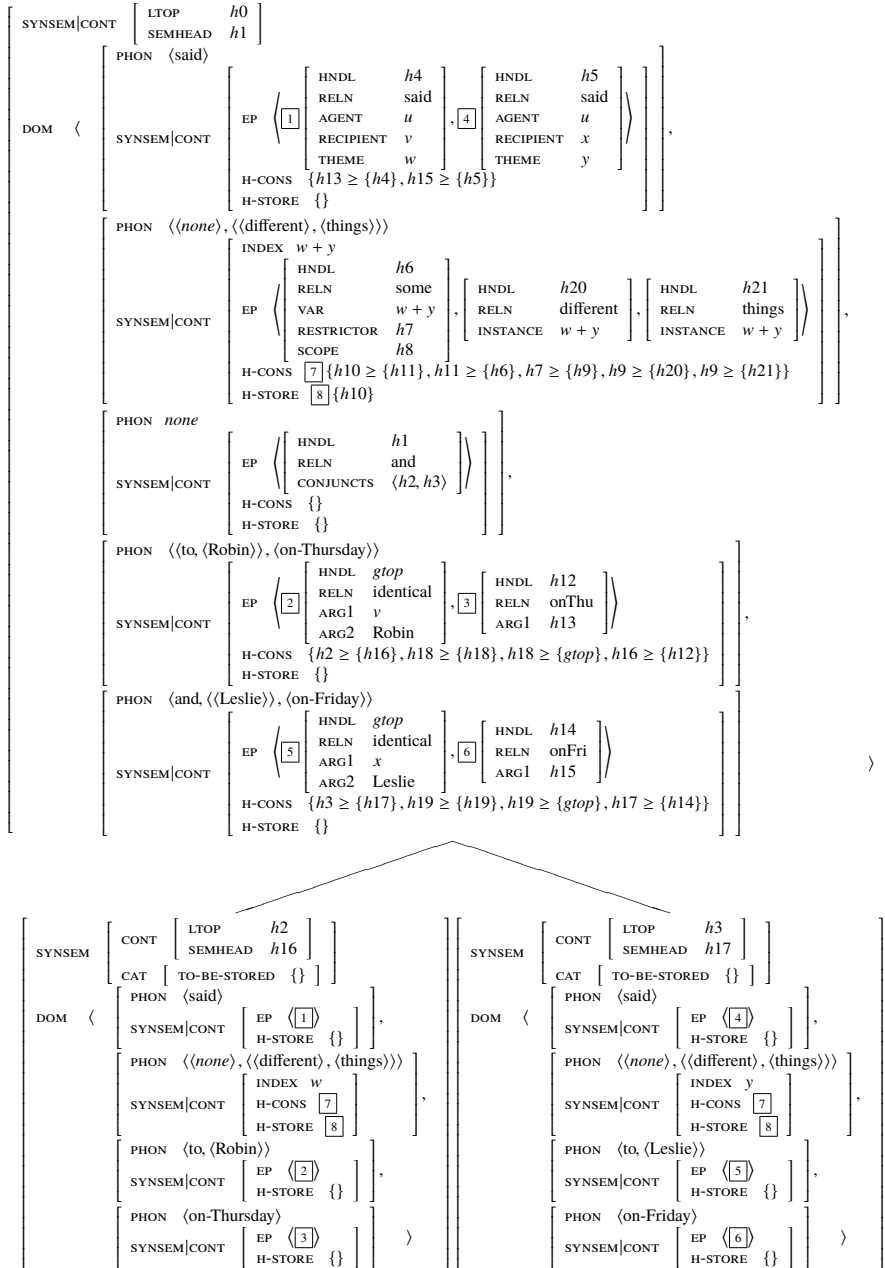 SYNSEM|CONT [ LTOP h0
SEMHEAD h1 ]
DOM ⟨
PHON ⟨said⟩
SYNSEM|CONT
EP ⟨ 1 [ HNDL h4 ] , 4 [ HNDL h5 ] ⟩
RELN said RELN said
AGENT u AGENT u
RECIPIENT v RECIPIENT x
THEME w THEME y
H-CONS {h13 ≥ {h4}, h15 ≥ {h5}}
H-STORE {}
,
PHON ⟨⟨none⟩, ⟨⟨different⟩, ⟨things⟩⟩⟩
INDEX w + y
SYNSEM|CONT
EP ⟨ [ HNDL h6
RELN some
VAR w + y
RESTRICTOR h7
SCOPE h8 ] , [ HNDL h20
RELN different
INSTANCE w + y ] , [ HNDL h21
RELN things
INSTANCE w + y ] ⟩
H-CONS 7 {h10 ≥ {h11}, h11 ≥ {h6}, h7 ≥ {h9}, h9 ≥ {h20}, h9 ≥ {h21}}
H-STORE 8 {h10}
,
PHON none
SYNSEM|CONT
EP ⟨ [ HNDL h1
RELN and
CONJUNCTS ⟨h2, h3⟩ ] ⟩
H-CONS {}
H-STORE {}
,
PHON ⟨⟨to, ⟨Robin⟩⟩, ⟨on-Thursday⟩⟩
SYNSEM|CONT
EP ⟨ 2 [ HNDL gtop
RELN identical
ARG1 v
ARG2 Robin ] , 3 [ HNDL h12
RELN onThu
ARG1 h13 ] ⟩
H-CONS {h2 ≥ {h16}, h18 ≥ {h18}, h18 ≥ {gtop}, h16 ≥ {h12}}
H-STORE {}
,
PHON ⟨and, ⟨⟨Leslie⟩⟩, ⟨on-Friday⟩⟩
SYNSEM|CONT
EP ⟨ 5 [ HNDL gtop
RELN identical
ARG1 x
ARG2 Leslie ] , 6 [ HNDL h14
RELN onFri
ARG1 h15 ] ⟩
H-CONS {h3 ≥ {h17}, h19 ≥ {h19}, h19 ≥ {gtop}, h17 ≥ {h14}}
H-STORE {}
⟩
SYNSEM
CONT [ LTOP h2
SEMHEAD h16 ]
CAT [ TO-BE-STORED {} ]
DOM ⟨
PHON ⟨said⟩
SYNSEM|CONT [ EP ⟨ 1 ⟩
H-STORE {} ] ,
PHON ⟨⟨none⟩, ⟨⟨different⟩, ⟨things⟩⟩⟩
SYNSEM|CONT [ INDEX w
H-CONS 7
H-STORE 8 ] ,
PHON ⟨to, ⟨Robin⟩⟩
SYNSEM|CONT [ EP ⟨ 2 ⟩
H-STORE {} ] ,
PHON ⟨on-Thursday⟩
SYNSEM|CONT [ EP ⟨ 3 ⟩
H-STORE {} ] ⟩
SYNSEM
CONT [ LTOP h3
SEMHEAD h17 ]
CAT [ TO-BE-STORED {} ]
DOM ⟨
PHON ⟨said⟩
SYNSEM|CONT [ EP ⟨ 4 ⟩
H-STORE {} ] ,
PHON ⟨⟨none⟩, ⟨⟨different⟩, ⟨things⟩⟩⟩
SYNSEM|CONT [ INDEX y
H-CONS 7
H-STORE 8 ] ,
PHON ⟨to, ⟨Leslie⟩⟩
SYNSEM|CONT [ EP ⟨ 5 ⟩
H-STORE {} ] ,
PHON ⟨on-Friday⟩
SYNSEM|CONT [ EP ⟨ 6 ⟩
H-STORE {} ] ⟩